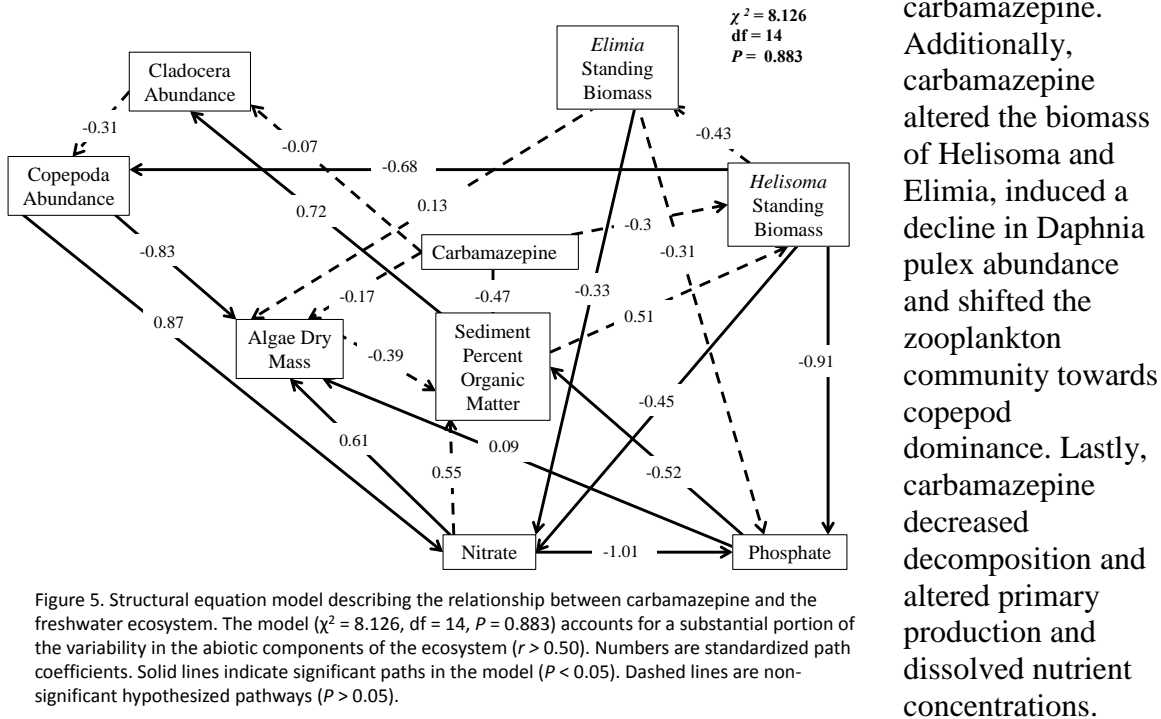 χ² = 8.126
df = 14
P = 0.883
Elimia
Standing
Biomass
Cladocera
Abundance
-0.31
-0.07
-0.43
Copepoda
Abundance
-0.68
Helisoma
Standing
Biomass
0.72
0.13
-0.3
-0.83
Carbamazepine
-0.31
-0.17
-0.47
-0.33
0.87
0.51
Algae Dry
Mass
Sediment
Percent
Organic
Matter
-0.39
-0.91
-0.45
0.61
0.09
0.55
-0.52
Nitrate
-1.01
Phosphate
Figure 5. Structural equation model describing the relationship between carbamazepine and the
freshwater ecosystem. The model (χ² = 8.126, df = 14, P = 0.883) accounts for a substantial portion of
the variability in the abiotic components of the ecosystem (r > 0.50). Numbers are standardized path
coefficients. Solid lines indicate significant paths in the model (P < 0.05). Dashed lines are non-
significant hypothesized pathways (P > 0.05).
carbamazepine.
Additionally,
carbamazepine
altered the biomass
of Helisoma and
Elimia, induced a
decline in Daphnia
pulex abundance
and shifted the
zooplankton
community towards
copepod
dominance. Lastly,
carbamazepine
decreased
decomposition and
altered primary
production and
dissolved nutrient
concentrations.